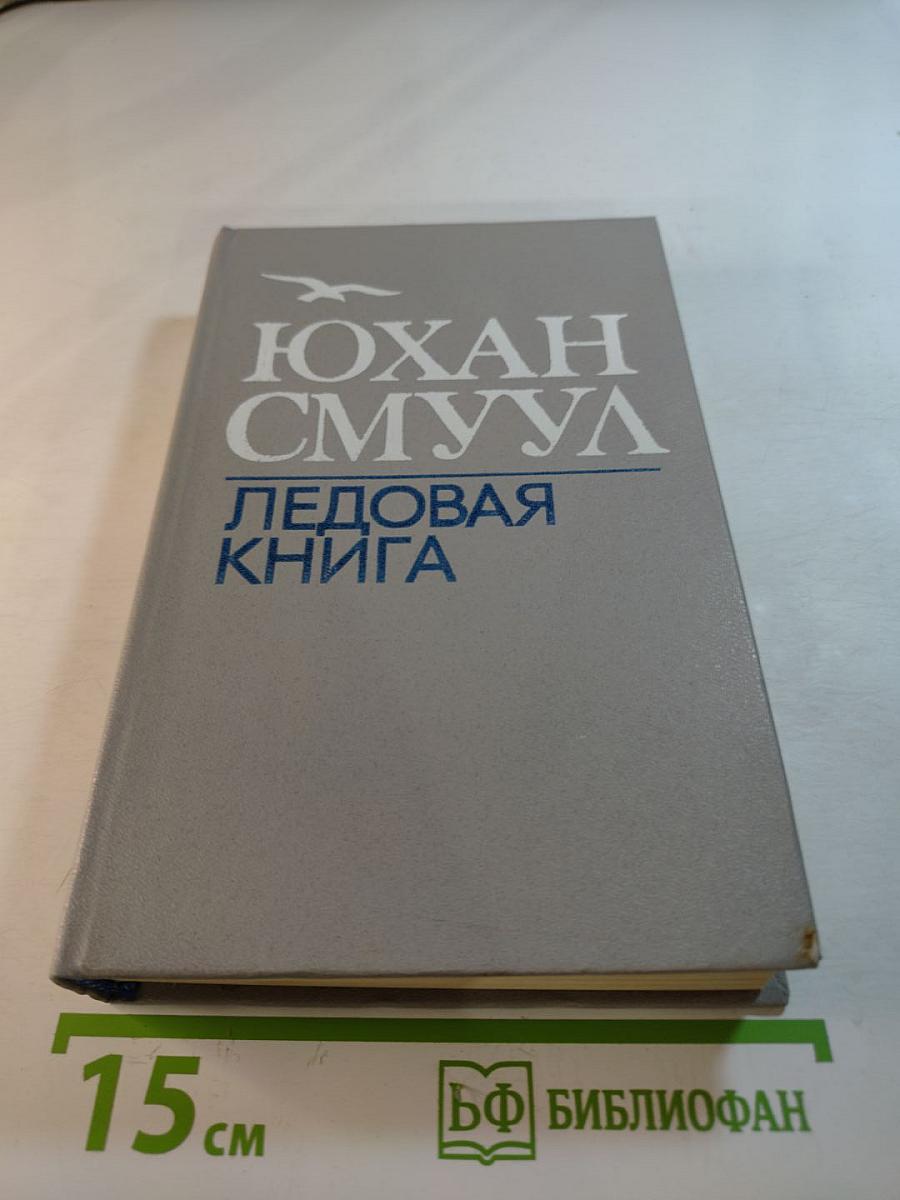 ЮХАН
СМУУЛ
ЛЕДОВАЯ
КНИГА
15 см
БФ БИБЛИОФАН